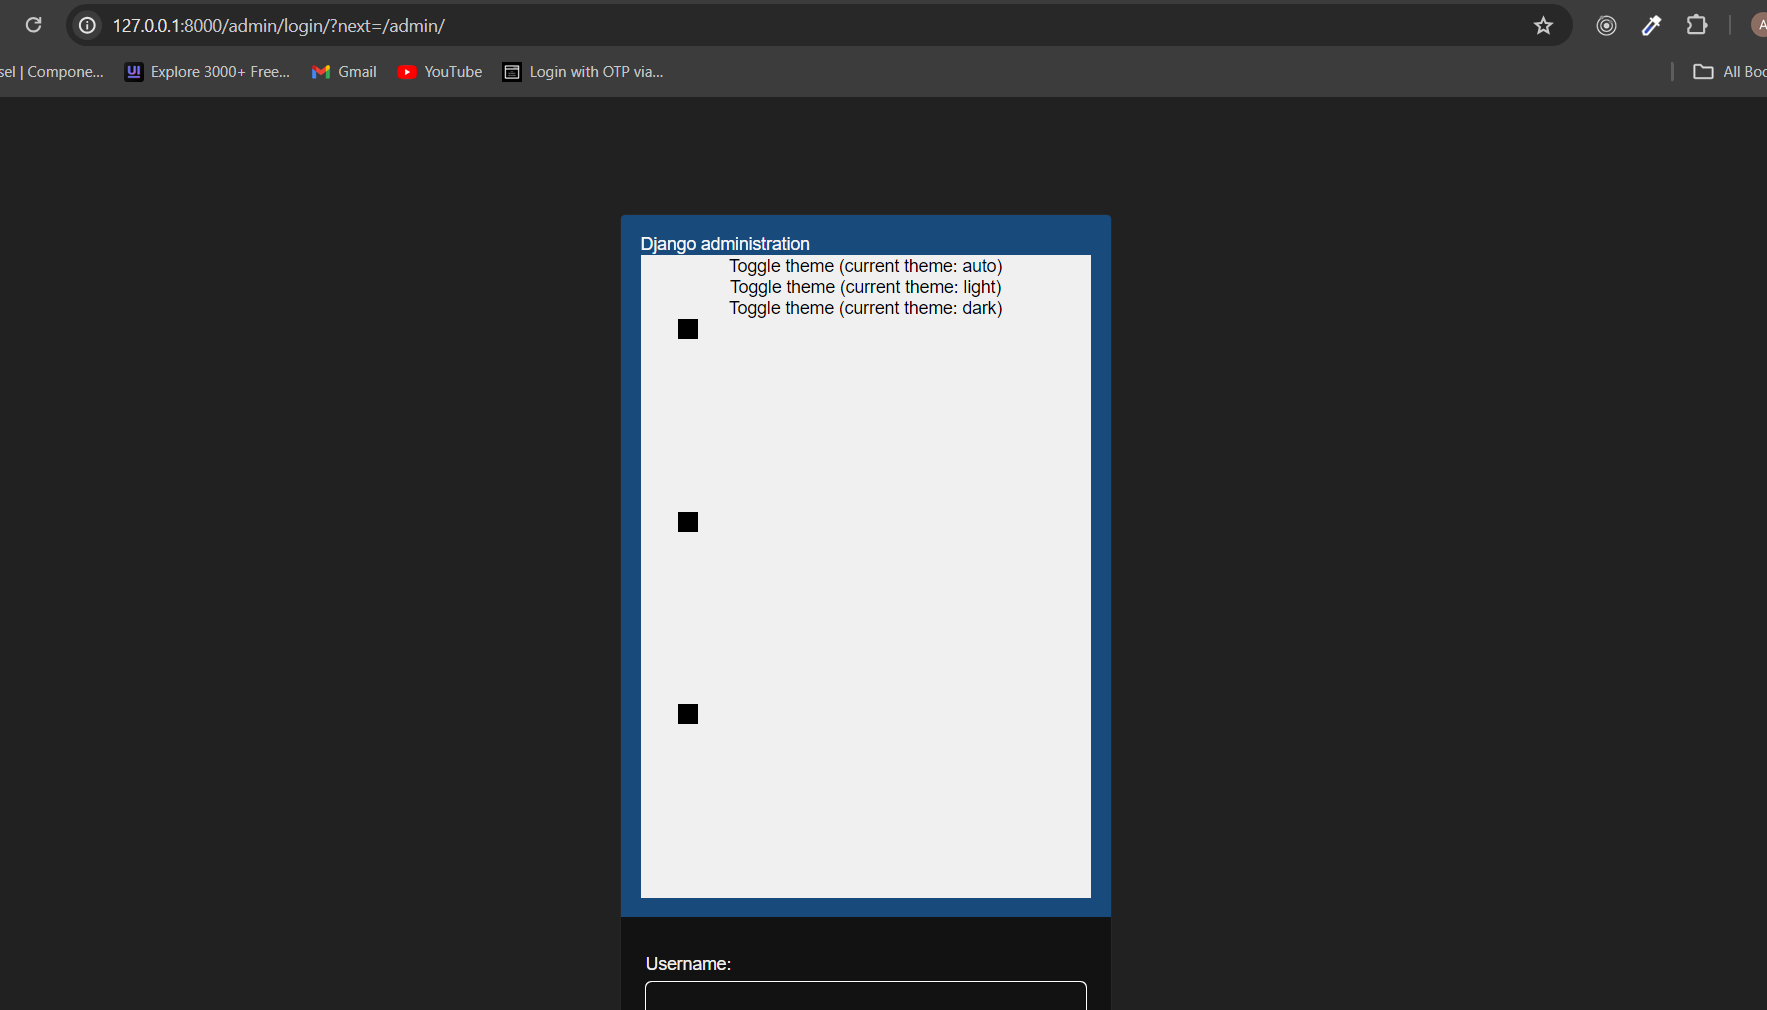 127.0.0.1:8000/admin/login/?next=/admin/
A
sel | Compone...
UI Explore 3000+ Free...
Gmail
YouTube
Login with OTP via...
All Boo
Django administration
Toggle theme (current theme: auto)
Toggle theme (current theme: light)
Toggle theme (current theme: dark)
Username: